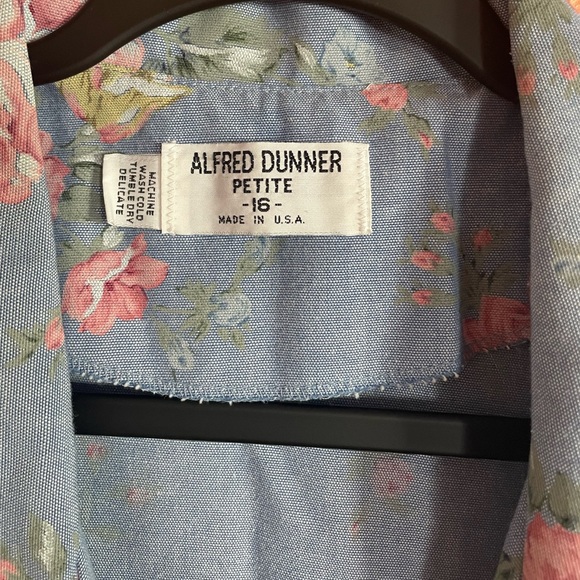 ALFRED DUNNER
PETITE
-16-
MADE IN U.S.A.
MACHINE
WASH COLD
TUMBLE DRY
DELICATE